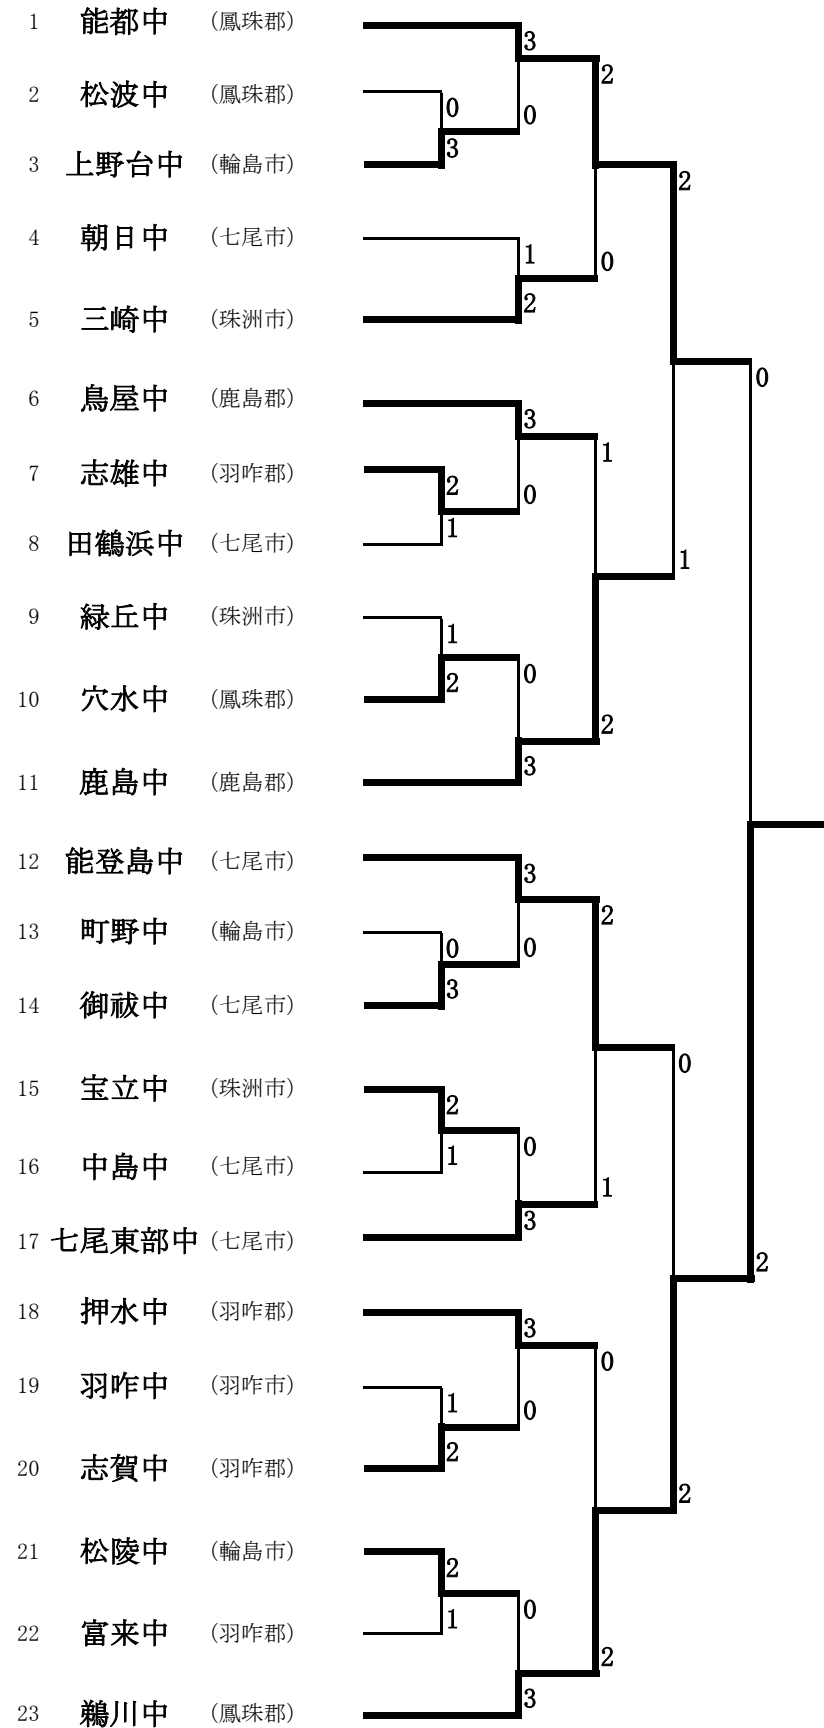 1 能都中 (鳳珠郡)
3
2
2 松波中 (鳳珠郡)
0
0
3
3 上野台中 (輪島市)
2
4 朝日中 (七尾市)
1
0
2
5 三崎中 (珠洲市)
0
6 鳥屋中 (鹿島郡)
3
1
7 志雄中 (羽咋郡)
2
0
1
8 田鶴浜中 (七尾市)
1
9 緑丘中 (珠洲市)
1
0
2
10 穴水中 (鳳珠郡)
2
3
11 鹿島中 (鹿島郡)
12 能登島中 (七尾市)
3
2
13 町野中 (輪島市)
0
0
3
14 御祓中 (七尾市)
0
15 宝立中 (珠洲市)
2
0
1
16 中島中 (七尾市)
1
3
17 七尾東部中 (七尾市)
2
18 押水中 (羽咋郡)
3
0
19 羽咋中 (羽咋市)
1
0
2
20 志賀中 (羽咋郡)
2
21 松陵中 (輪島市)
2
0
1
22 富来中 (羽咋郡)
2
3
23 鵜川中 (鳳珠郡)